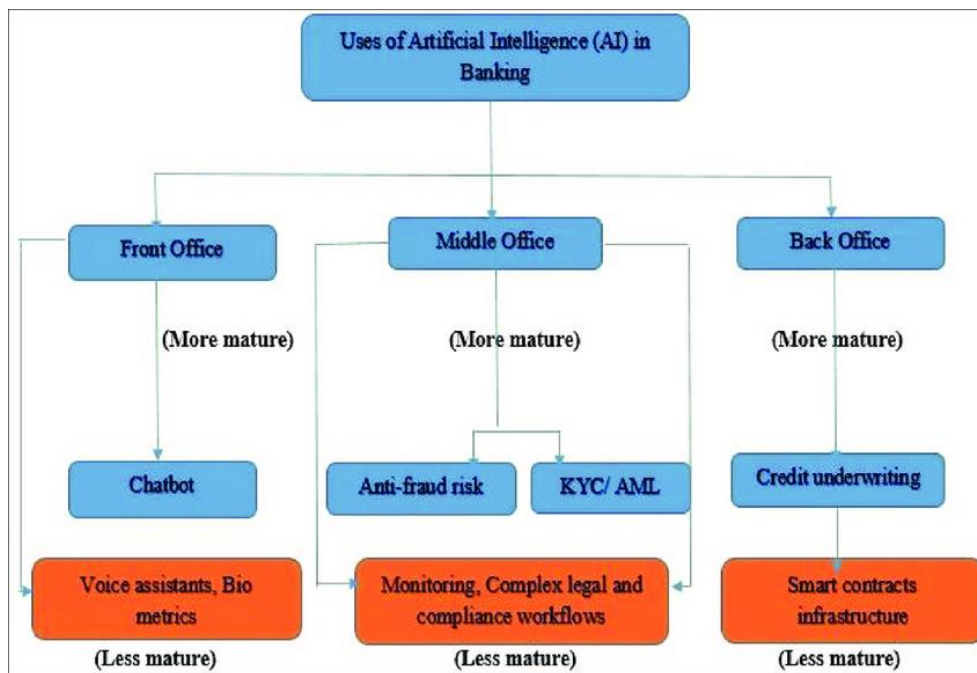 Uses of Artificial Intelligence (AI) in
Banking
Front Office
Middle Office
Back Office
(More mature)
(More mature)
(More mature)
Chatbot
Anti-fraud risk
KYC/ AML
Credit underwriting
Voice assistants, Bio
metrics
Monitoring, Complex legal and
compliance workflows
Smart contracts
infrastructure
(Less mature)
(Less mature)
(Less mature)